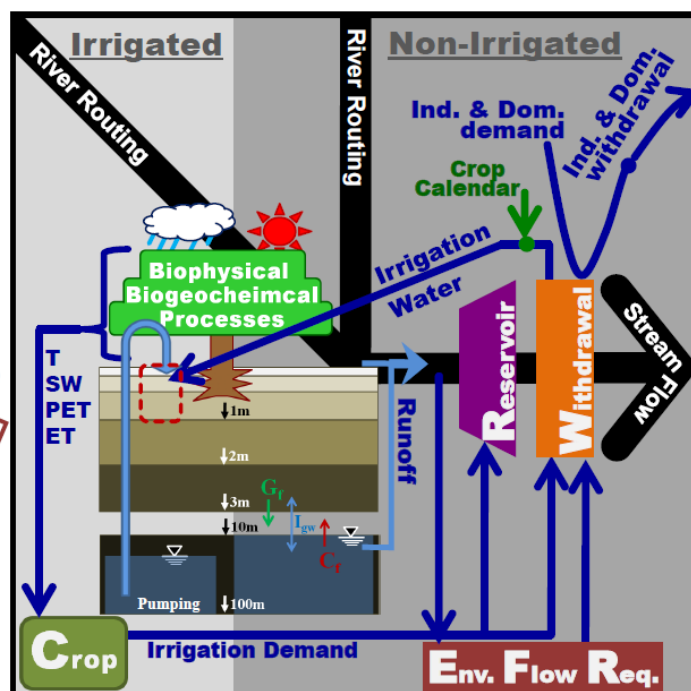 Irrigated
Non-Irrigated
River Routing
River Routing
Ind. & Dom.
demand
Ind. & Dom.
withdrawal
Crop
Calendar
Irrigation
Water
Biophysical
Biogeocheimcal
Processes
T
SW
PET
ET
Reservoir
Withdrawal
Stream Flow
Runoff
1m
2m
3m
10m
100m
Gf
Igw
Cf
Pumping
Crop
Irrigation Demand
Env. Flow Req.